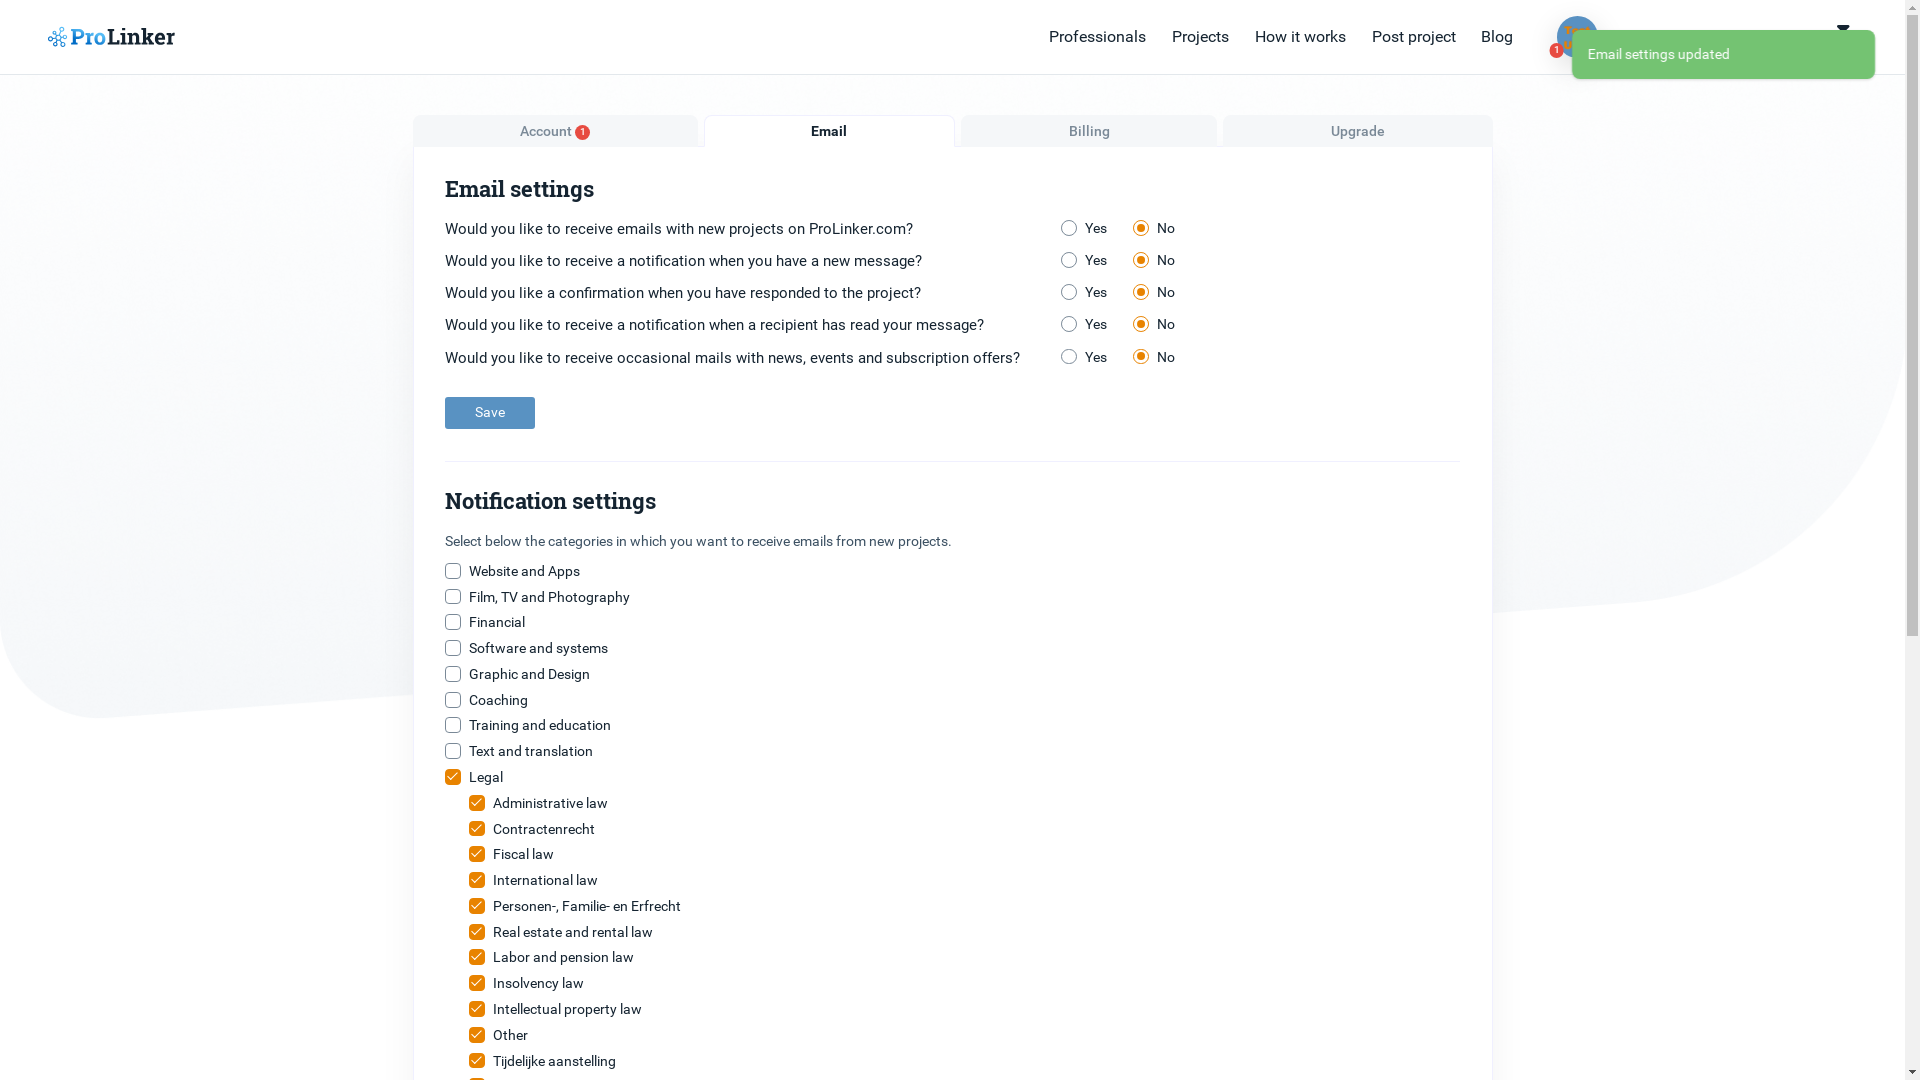 ProLinker
Professionals
Projects
How it works
Post project
Blog
1
Email settings updated
Account 1
Email
Billing
Upgrade
Email settings
Would you like to receive emails with new projects on ProLinker.com? Yes No
Would you like to receive a notification when you have a new message? Yes No
Would you like a confirmation when you have responded to the project? Yes No
Would you like to receive a notification when a recipient has read your message? Yes No
Would you like to receive occasional mails with news, events and subscription offers? Yes No
Save
Notification settings
Select below the categories in which you want to receive emails from new projects.
Website and Apps
Film, TV and Photography
Financial
Software and systems
Graphic and Design
Coaching
Training and education
Text and translation
Legal
Administrative law
Contractenrecht
Fiscal law
International law
Personen-, Familie- en Erfrecht
Real estate and rental law
Labor and pension law
Insolvency law
Intellectual property law
Other
Tijdelijke aanstelling